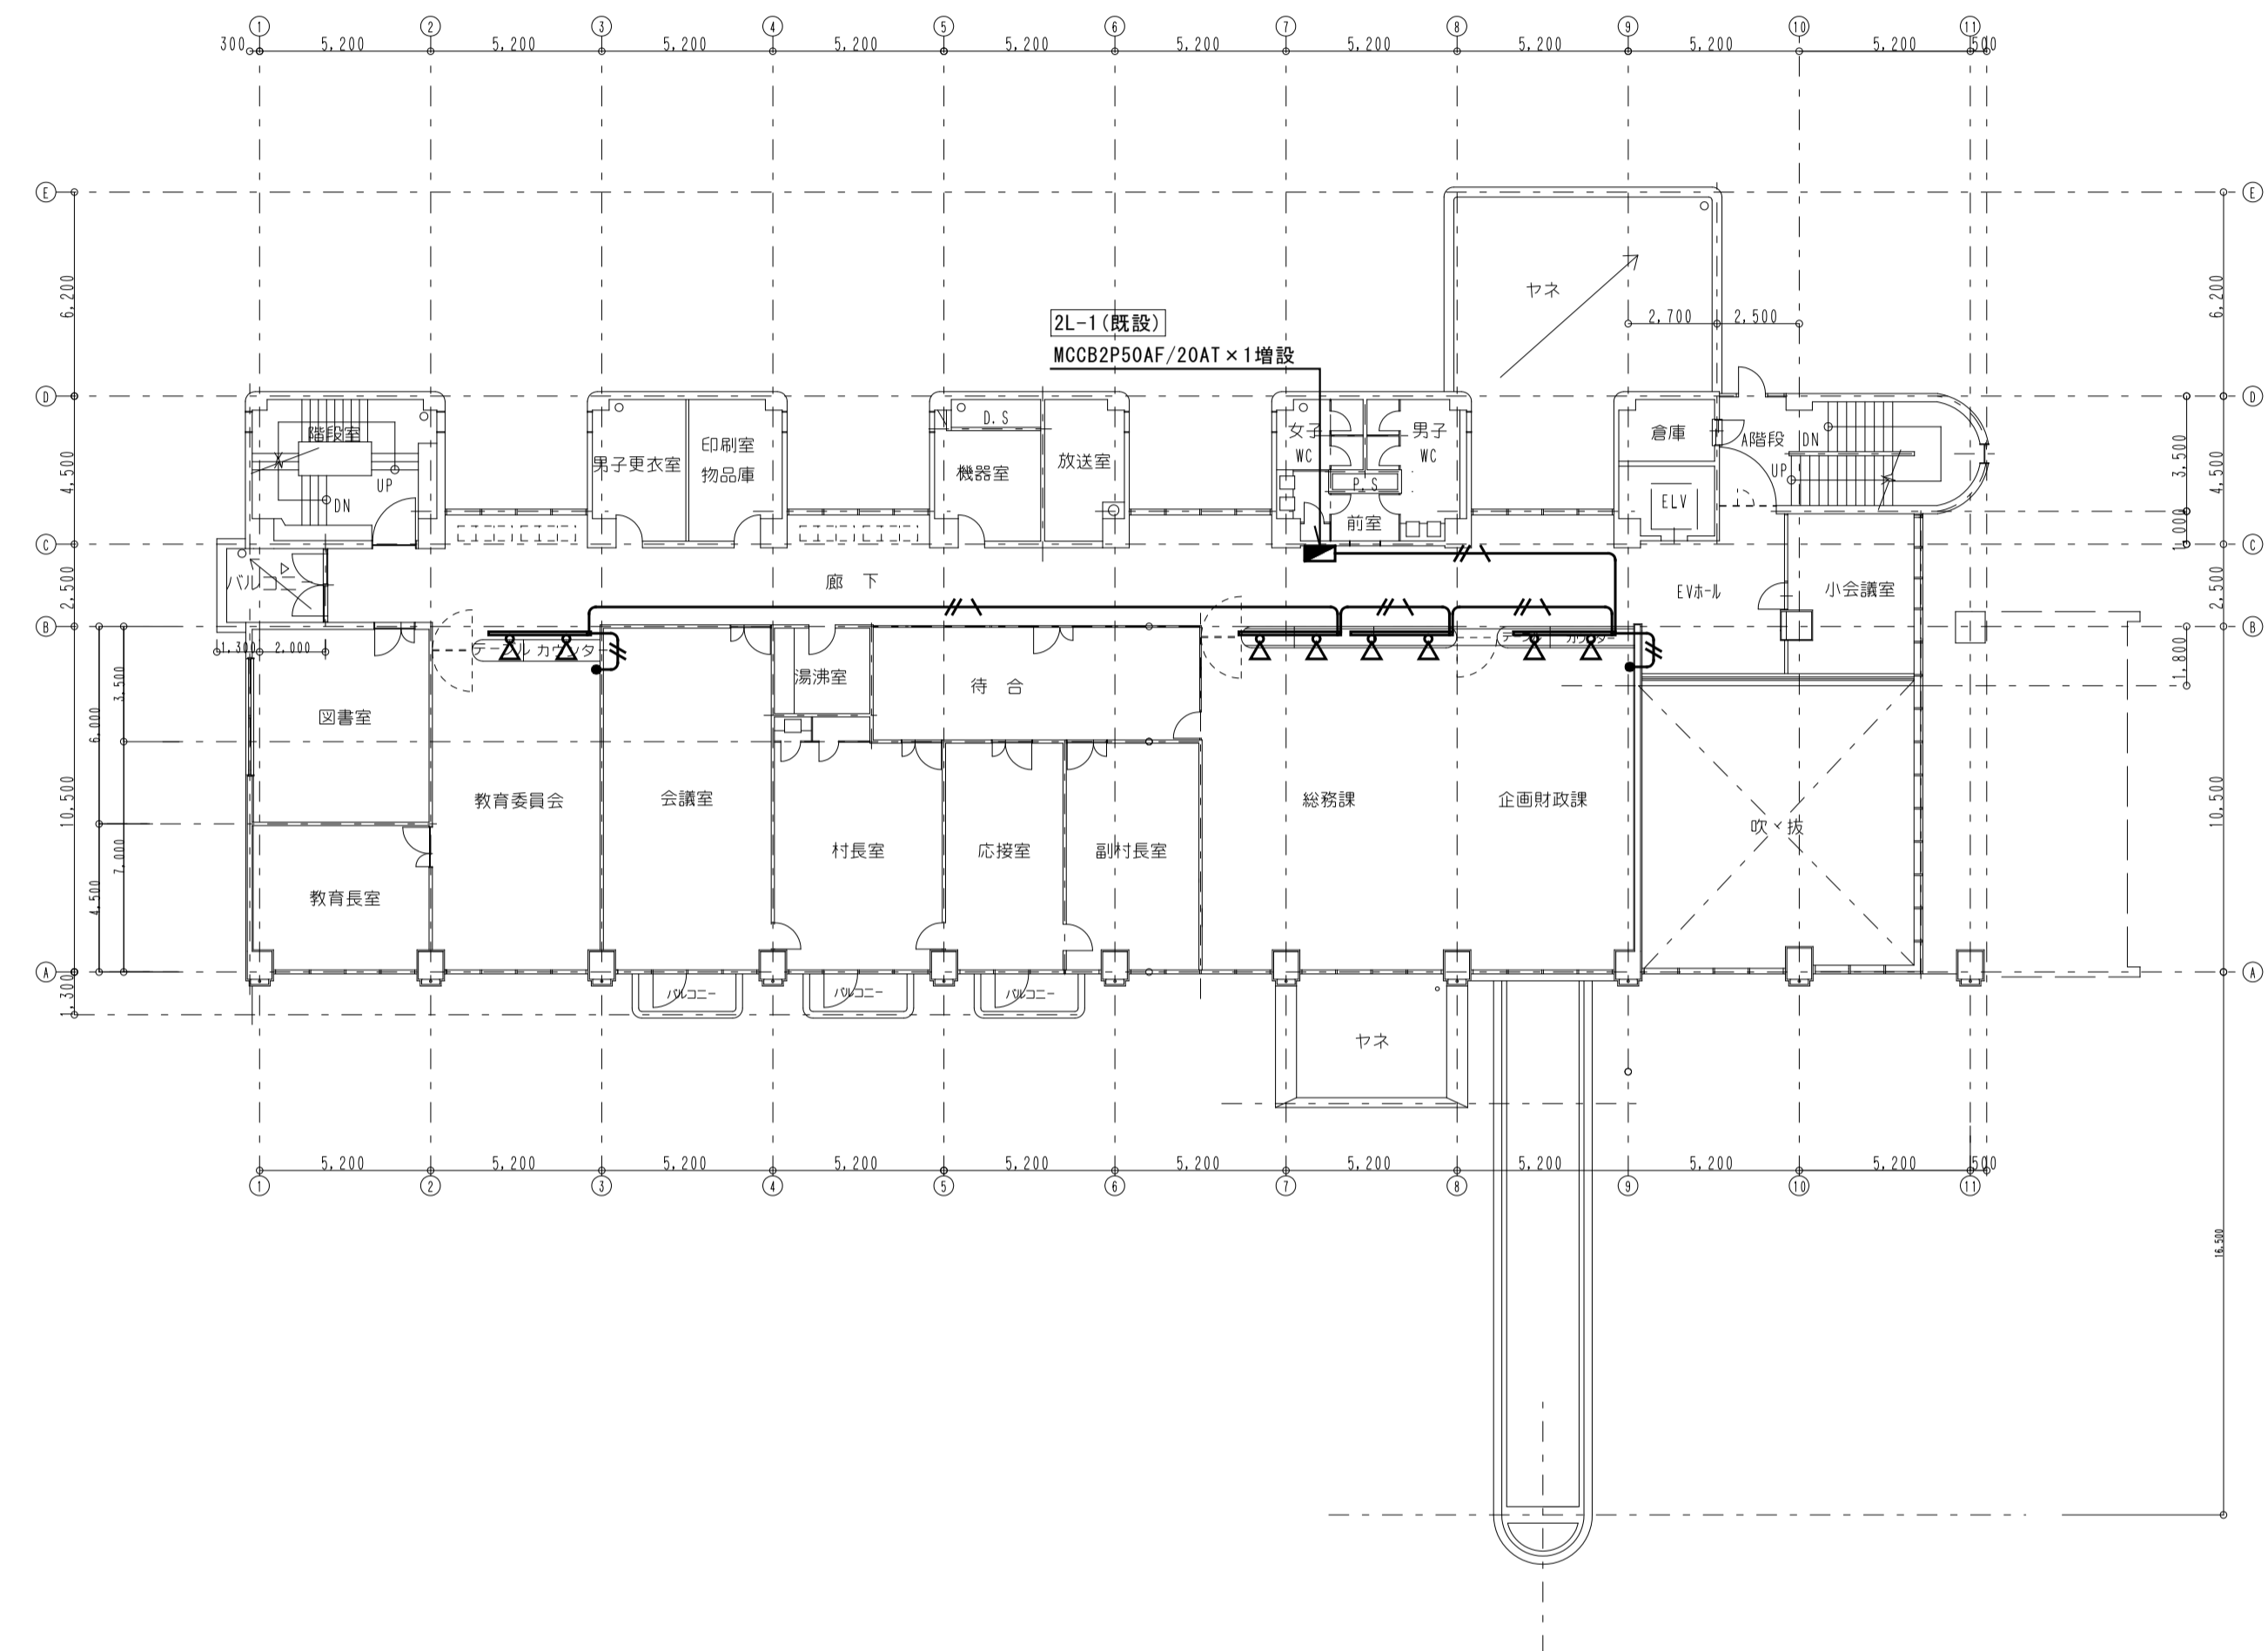 1 2 3 4 5 6 7 8 9 10 11
300 5,200 5,200 5,200 5,200 5,200 5,200 5,200 5,200 5,200 5,200 500
E E
6,200 6,200
ヤネ
2,700 2,500
2L-1(既設)
MCCB2P50AF/20AT×1増設
D D
階段室 男子更衣室 印刷室 D.S 放送室 女子 男子 倉庫 A階段 DN
物品庫 機器室 WC WC UP
UP P.S ELV
DN 前室
4,500 3,500 4,500
1,000
C C
バルコニー 廊 下 EVホール 小会議室
2,500 2,500
B B
1,300 2,000 テーブル カウンター テーブル カウンター
湯沸室 待 合
1,800
3,500
6,000
図書室
教育委員会 会議室 総務課 企画財政課
10,500 10,500
吹々抜
7,000
村長室 応接室 副村長室
4,500
教育長室
A A
バルコニー バルコニー バルコニー
1,300
ヤネ
5,200 5,200 5,200 5,200 5,200 5,200 5,200 5,200 5,200 5,200 500
1 2 3 4 5 6 7 8 9 10 11
16,500